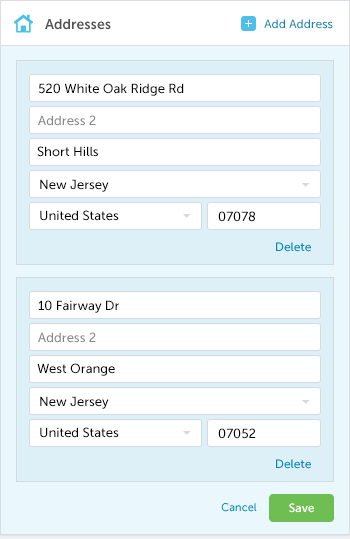 Addresses
Add Address
520 White Oak Ridge Rd
Address 2
Short Hills
New Jersey
United States 07078
Delete
10 Fairway Dr
Address 2
West Orange
New Jersey
United States 07052
Delete
Cancel Save